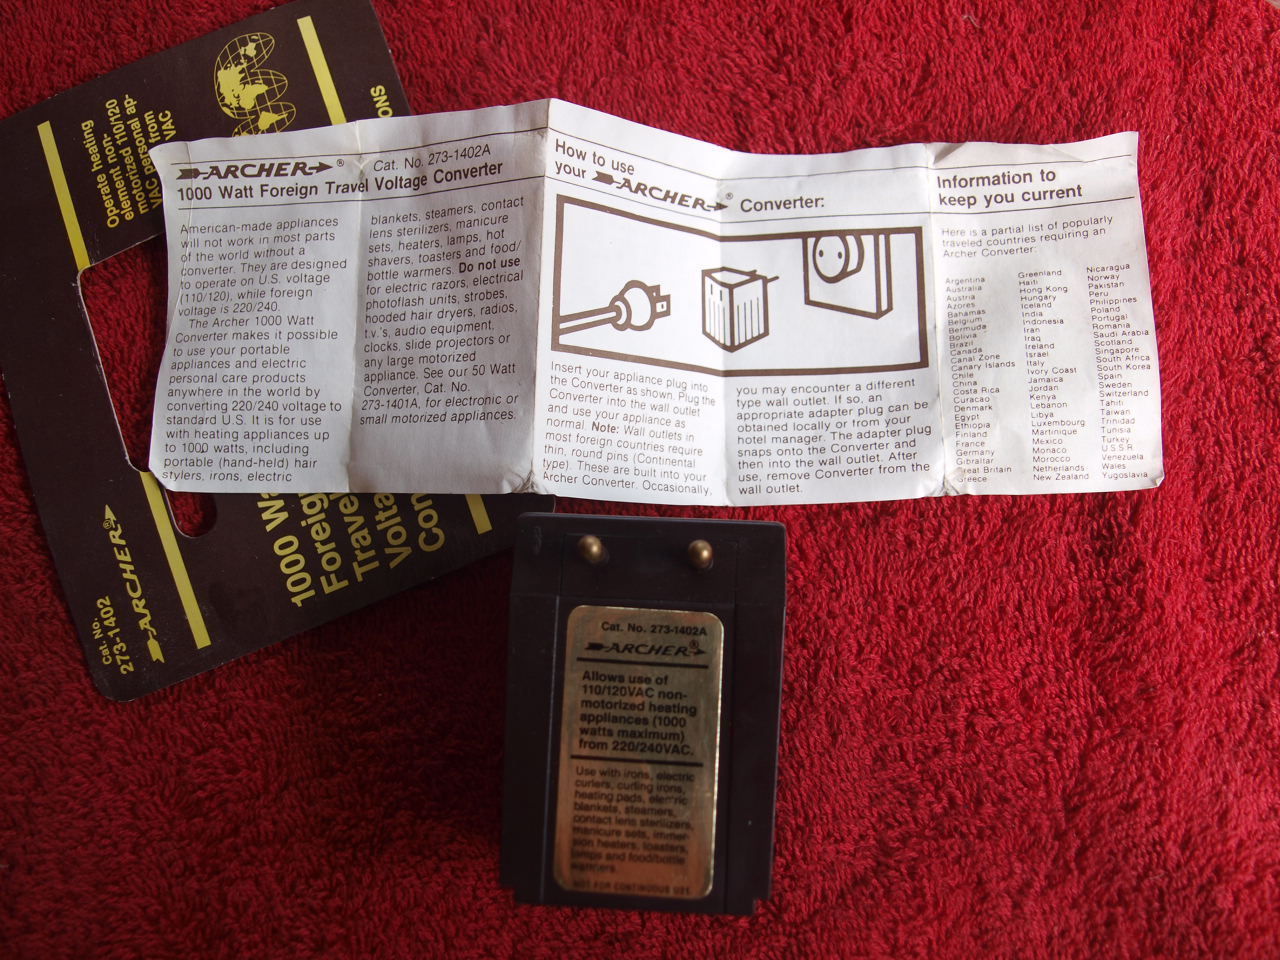 Operate heating
element non-
motorized 110/120
VAC personal ap-
VAC from
VAC
IONS
1000 Wa
Foreig
Trave
Volta
Con
ARCHER®
Cat. No.
273-1402
ARCHER®
Cat. No. 273-1402A
1000 Watt Foreign Travel Voltage Converter
American-made appliances
will not work in most parts
of the world without a
converter. They are designed
to operate on U.S. voltage
(110/120), while foreign
voltage is 220/240.
The Archer 1000 Watt
Converter makes it possible
to use your portable
appliances and electric
personal care products
anywhere in the world by
converting 220/240 voltage to
standard U.S. It is for use
with heating appliances up
to 1000 watts, including
portable (hand-held) hair
stylers, irons, electric
blankets, steamers, contact
lens sterilizers, manicure
sets, heaters, lamps, hot
shavers, toasters and food/
bottle warmers. Do not use
for electric razors, electrical
photoflash units, strobes,
hooded hair dryers, radios,
t.v.'s, audio equipment,
clocks, slide projectors or
any large motorized
appliance. See our 50 Watt
Converter, Cat. No.
273-1401A, for electronic or
small motorized appliances.
How to use
your ARCHER® Converter:
Insert your appliance plug into
the Converter as shown. Plug the
Converter into the wall outlet
and use your appliance as
normal. Note: Wall outlets in
most foreign countries require
thin, round pins (Continental
type). These are built into your
Archer Converter. Occasionally,
you may encounter a different
type wall outlet. If so, an
appropriate adapter plug can be
obtained locally or from your
hotel manager. The adapter plug
snaps onto the Converter and
then into the wall outlet. After
use, remove Converter from the
wall outlet.
Information to
keep you current
Here is a partial list of popularly
traveled countries requiring an
Archer Converter:
Argentina
Australia
Austria
Azores
Bahamas
Belgium
Bermuda
Bolivia
Brazil
Canada
Canal Zone
Canary Islands
Chile
China
Costa Rica
Curacao
Denmark
Egypt
Ethiopia
Finland
France
Germany
Gibraltar
Great Britain
Greece
Greenland
Haiti
Hong Kong
Hungary
Iceland
India
Indonesia
Iran
Iraq
Ireland
Israel
Italy
Ivory Coast
Jamaica
Jordan
Kenya
Lebanon
Libya
Luxembourg
Martinique
Mexico
Monaco
Morocco
Netherlands
New Zealand
Nicaragua
Norway
Pakistan
Peru
Philippines
Poland
Portugal
Romania
Saudi Arabia
Scotland
Singapore
South Africa
South Korea
Spain
Sweden
Switzerland
Tahiti
Taiwan
Trinidad
Tunisia
Turkey
U.S.S.R.
Venezuela
Wales
Yugoslavia
Cat. No. 273-1402A
ARCHER®
Allows use of
110/120VAC non-
motorized heating
appliances (1000
watts maximum)
from 220/240VAC.
Use with irons, electric
curlers, curling irons,
heating pads, electric
blankets, steamers,
contact lens sterilizers,
manicure sets, immer-
sion heaters, toasters,
lamps and food/bottle
warmers.
NOT FOR CONTINUOUS USE